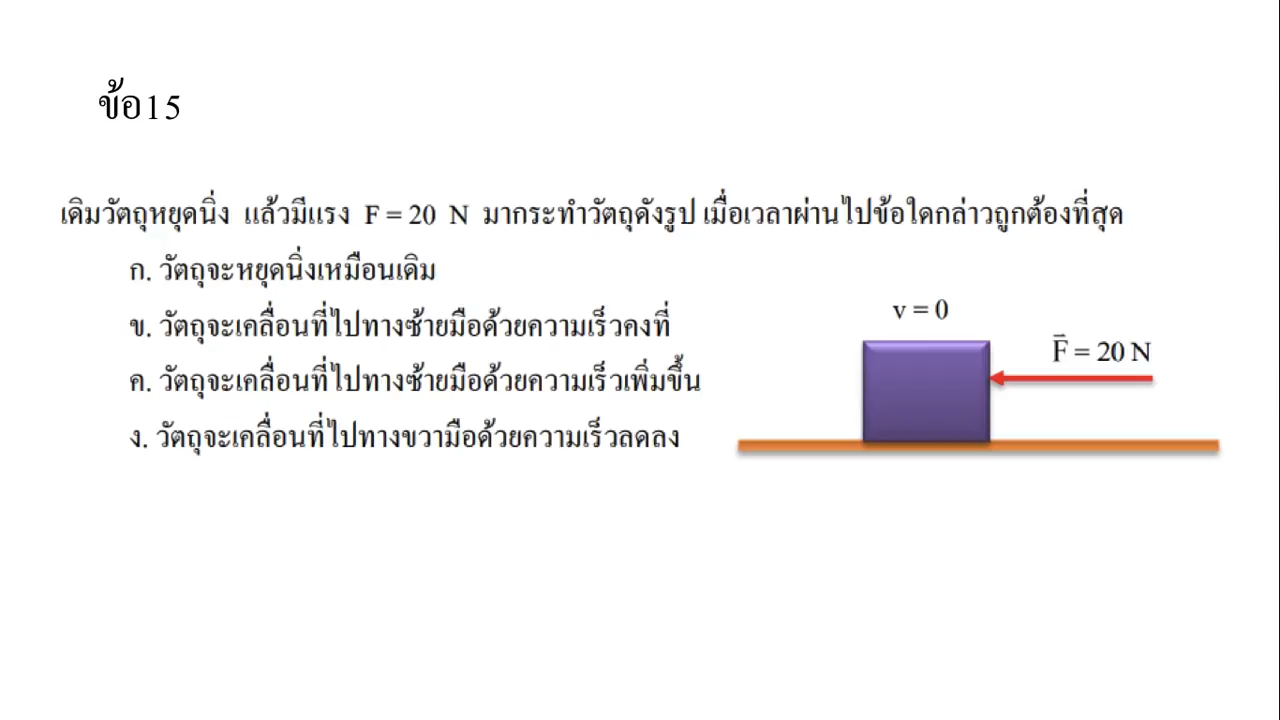 ข้อ15
เดิมวัตถุหยุดนิ่ง แล้วมีแรง F = 20 N มากระทำวัตถุดังรูป เมื่อเวลาผ่านไปข้อใดกล่าวถูกต้องที่สุด
ก. วัตถุจะหยุดนิ่งเหมือนเดิม
ข. วัตถุจะเคลื่อนที่ไปทางซ้ายมือด้วยความเร็วคงที่
ค. วัตถุจะเคลื่อนที่ไปทางซ้ายมือด้วยความเร็วเพิ่มขึ้น
ง. วัตถุจะเคลื่อนที่ไปทางขวามือด้วยความเร็วลดลง
v = 0
F⃗ = 20 N